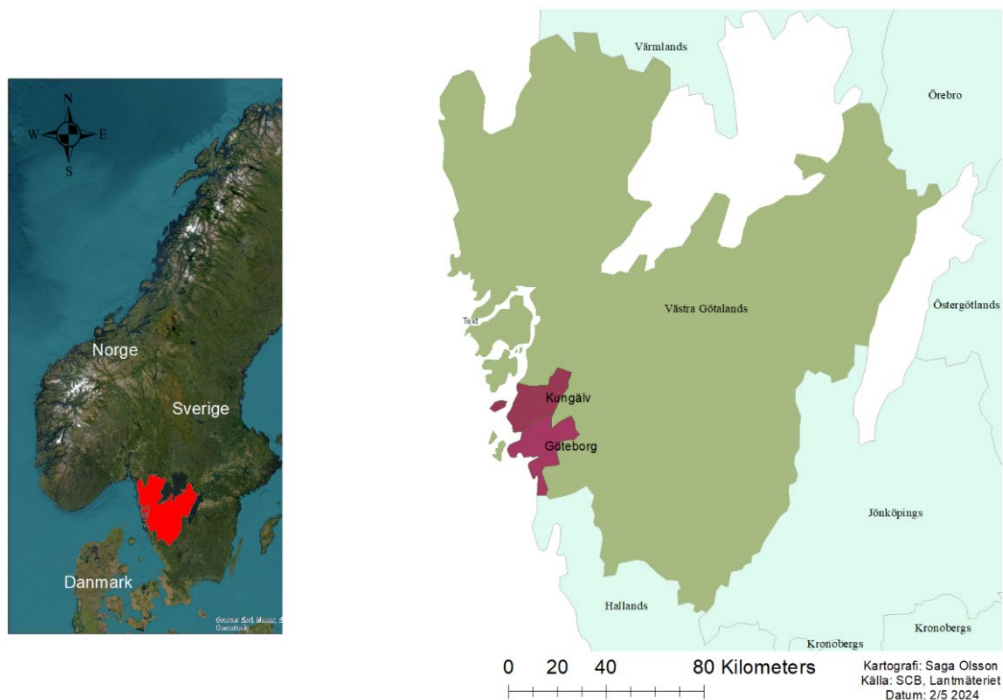 N
W E
S
Norge
Sverige
Danmark
Värmlands
Örebro
Västra Götalands
Östergötlands
Text
Kungälv
Göteborg
Jönköpings
Hallands
Kronobergs
Kronobergs
0 20 40 80 Kilometers
Kartografi: Saga Olsson
Källa: SCB, Lantmäteriet
Datum: 2/5 2024